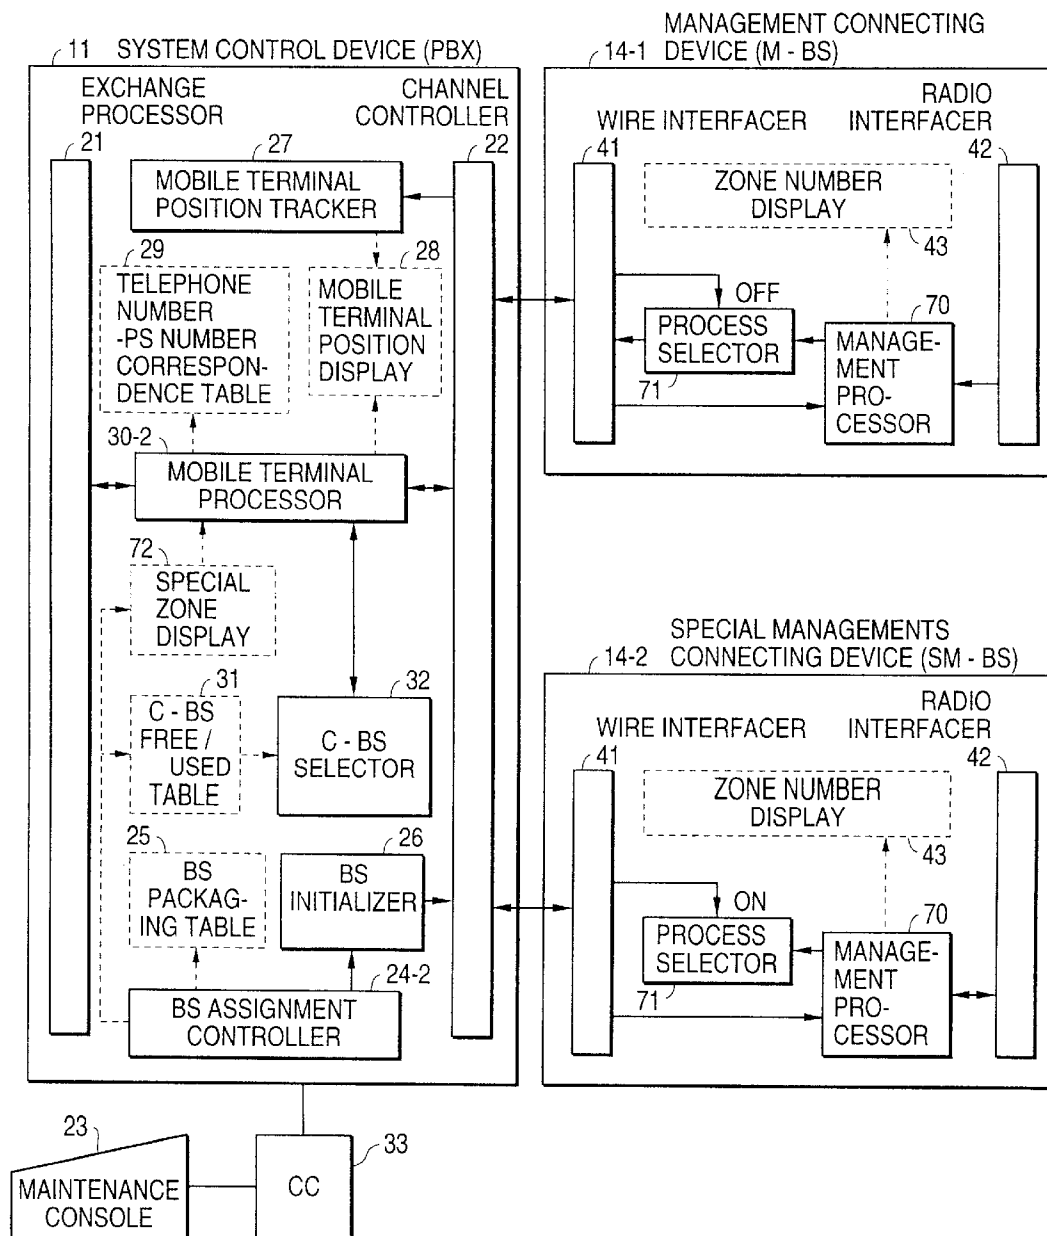 11 SYSTEM CONTROL DEVICE (PBX)
EXCHANGE
PROCESSOR
CHANNEL
CONTROLLER
21
27
22
MOBILE TERMINAL
POSITION TRACKER
29
TELEPHONE
NUMBER
-PS NUMBER
CORRESPON-
DENCE TABLE
28
MOBILE
TERMINAL
POSITION
DISPLAY
30-2
MOBILE TERMINAL
PROCESSOR
72
SPECIAL
ZONE
DISPLAY
31
C - BS
FREE /
USED
TABLE
32
C - BS
SELECTOR
25
BS
PACKAG-
ING TABLE
26
BS
INITIALIZER
24-2
BS ASSIGNMENT
CONTROLLER
23
MAINTENANCE
CONSOLE
33
CC
MANAGEMENT CONNECTING
14-1 DEVICE (M - BS)
RADIO
WIRE INTERFACER INTERFACER
41
42
ZONE NUMBER
DISPLAY
43
OFF
70
PROCESS
SELECTOR
71
MANAGE-
MENT
PRO-
CESSOR
SPECIAL MANAGEMENTS
14-2 CONNECTING DEVICE (SM - BS)
RADIO
WIRE INTERFACER INTERFACER
41
42
ZONE NUMBER
DISPLAY
43
ON
70
PROCESS
SELECTOR
71
MANAGE-
MENT
PRO-
CESSOR